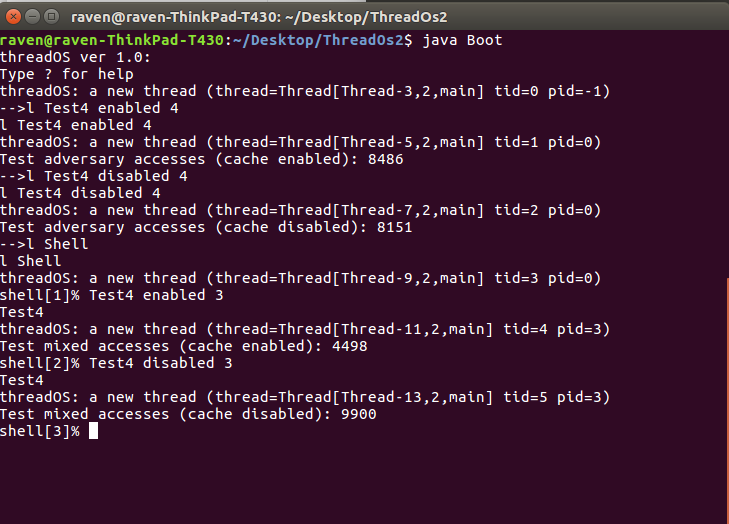 raven@raven-ThinkPad-T430: ~/Desktop/ThreadOs2
raven@raven-ThinkPad-T430:~/Desktop/ThreadOs2$ java Boot
threadOS ver 1.0:
Type ? for help
threadOS: a new thread (thread=Thread[Thread-3,2,main] tid=0 pid=-1)
-->l Test4 enabled 4
l Test4 enabled 4
threadOS: a new thread (thread=Thread[Thread-5,2,main] tid=1 pid=0)
Test adversary accesses (cache enabled): 8486
-->l Test4 disabled 4
l Test4 disabled 4
threadOS: a new thread (thread=Thread[Thread-7,2,main] tid=2 pid=0)
Test adversary accesses (cache disabled): 8151
-->l Shell
l Shell
threadOS: a new thread (thread=Thread[Thread-9,2,main] tid=3 pid=0)
shell[1]% Test4 enabled 3
Test4
threadOS: a new thread (thread=Thread[Thread-11,2,main] tid=4 pid=3)
Test mixed accesses (cache enabled): 4498
shell[2]% Test4 disabled 3
Test4
threadOS: a new thread (thread=Thread[Thread-13,2,main] tid=5 pid=3)
Test mixed accesses (cache disabled): 9900
shell[3]%